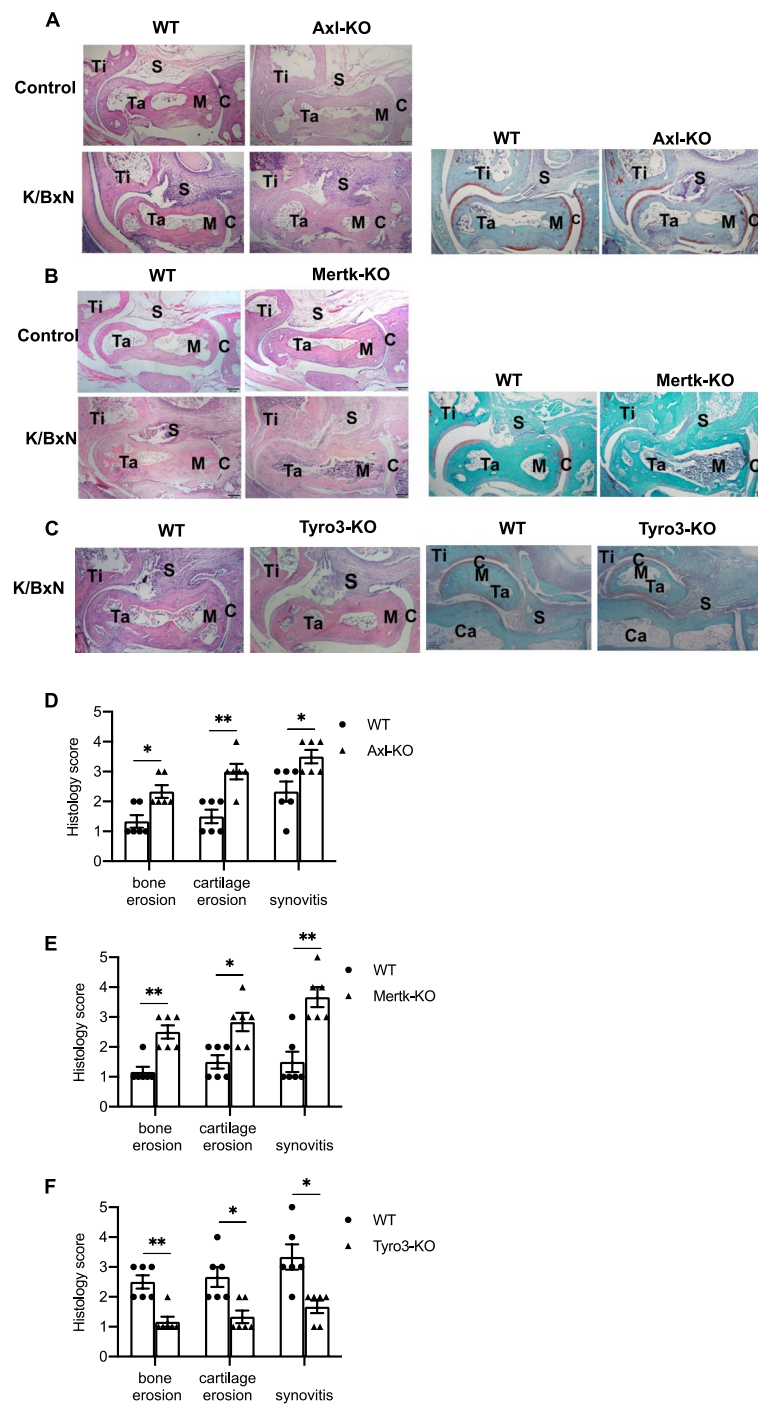 A
WT Axl-KO
Control
Ti S Ta M C
Ti S Ta M C
WT Axl-KO
K/BxN
Ti S Ta M C
Ti S Ta M C
Ti S Ta M C
Ti S Ta M C
B
WT Mertk-KO
Control
Ti S Ta M C
Ti S Ta M C
WT Mertk-KO
K/BxN
Ti S Ta M C
Ti S Ta M C
Ti S Ta M C
Ti S Ta M C
C
WT Tyro3-KO WT Tyro3-KO
K/BxN
Ti S Ta M C
Ti S Ta M C
Ti C M Ta S Ca
Ti C M Ta S Ca
D
Histology score
5
4
3
2
1
0
* ** *
WT
Axl-KO
bone erosion
cartilage erosion
synovitis
E
Histology score
5
4
3
2
1
0
** * **
WT
Mertk-KO
bone erosion
cartilage erosion
synovitis
F
Histology score
5
4
3
2
1
0
** * *
WT
Tyro3-KO
bone erosion
cartilage erosion
synovitis